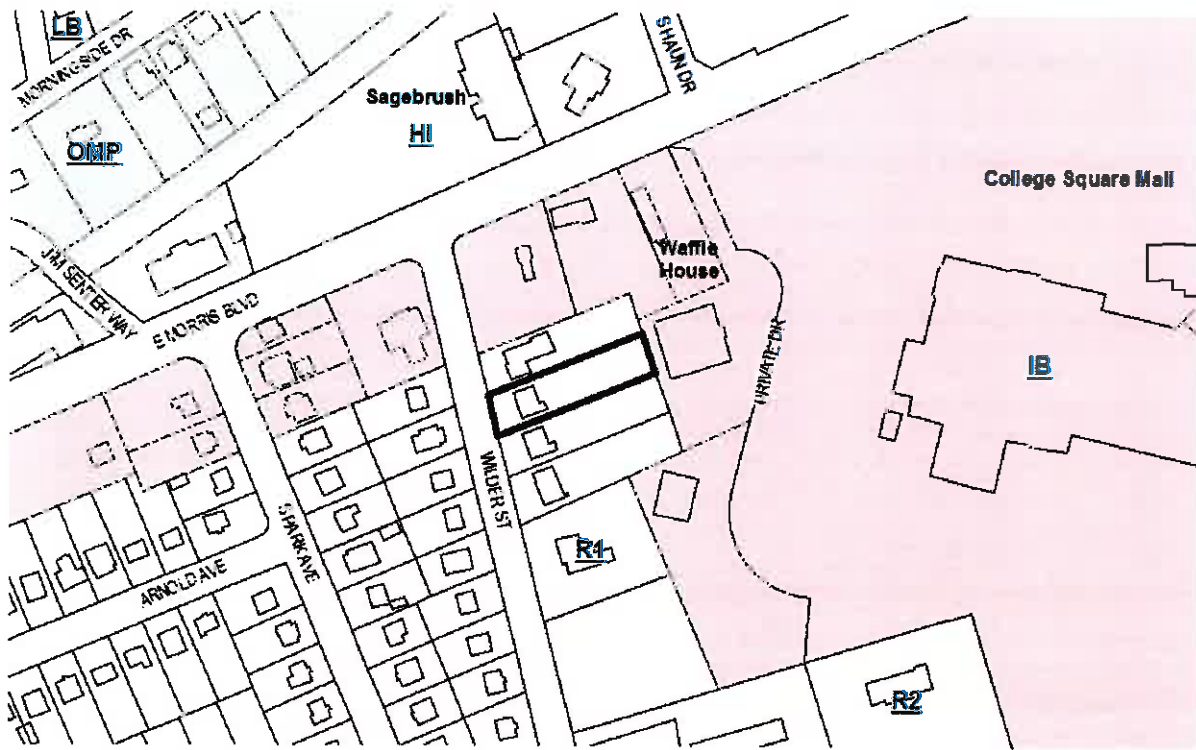 LB
MORNINGSIDE DR
OMP
Sagebrush
HI
SHAUN DR
College Square Mall
Waffle
House
JIM SENTER WAY
E MORRIS BLVD
PRIVATE DR
IB
WILDER ST
S PARK AVE
R1
ARNOLD AVE
R2